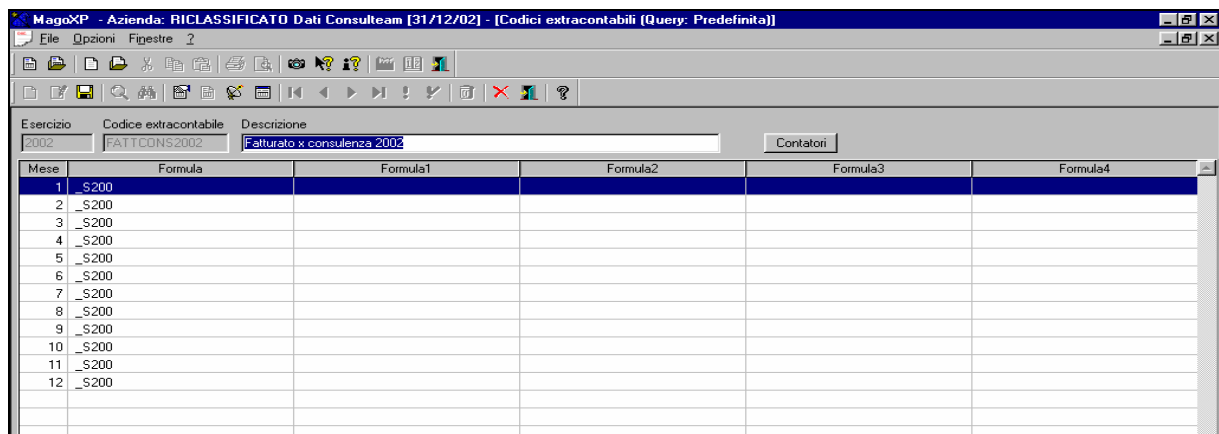 MagoXP - Azienda: RICLASSIFICATO Dati Consulteam [31/12/02] - [Codici extracontabili (Query: Predefinita)]
File Opzioni Finestre ?
Esercizio Codice extracontabile Descrizione
2002 FATTCONS2002 Fatturato x consulenza 2002 Contatori
Mese Formula Formula1 Formula2 Formula3 Formula4
1 _S200
2 _S200
3 _S200
4 _S200
5 _S200
6 _S200
7 _S200
8 _S200
9 _S200
10 _S200
11 _S200
12 _S200